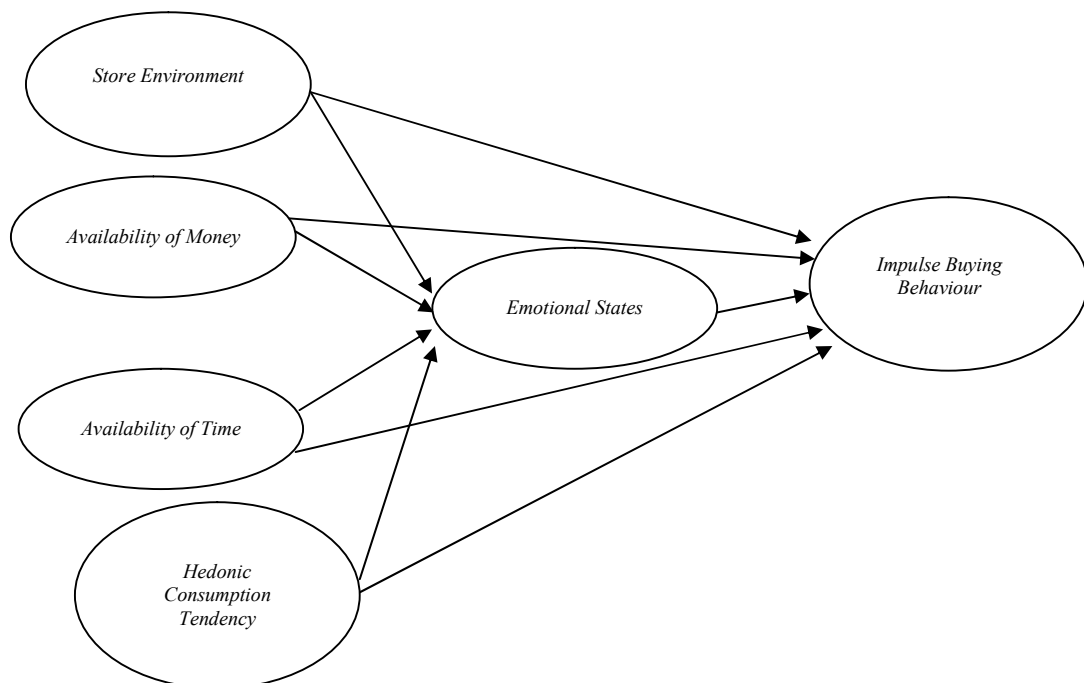 Store Environment
Availability of Money
Emotional States
Impulse Buying
Behaviour
Availability of Time
Hedonic
Consumption
Tendency